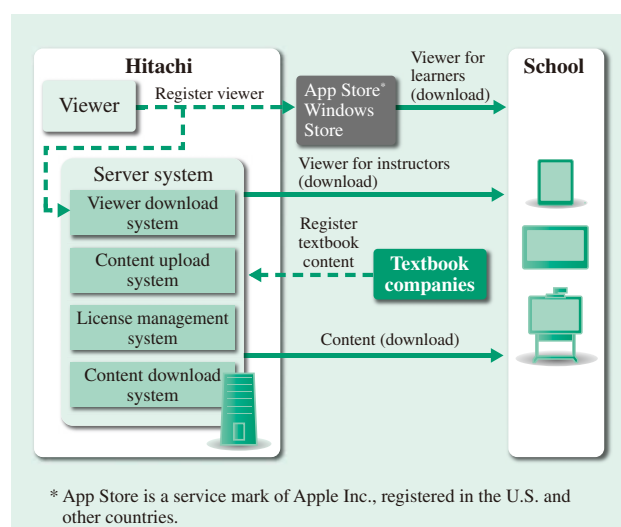 Hitachi
Viewer
Register viewer
App Store*
Windows
Store
Viewer for
learners
(download)
School
Server system
Viewer download
system
Viewer for instructors
(download)
Content upload
system
Register
textbook
content
Textbook
companies
License management
system
Content (download)
Content download
system
* App Store is a service mark of Apple Inc., registered in the U.S. and
other countries.